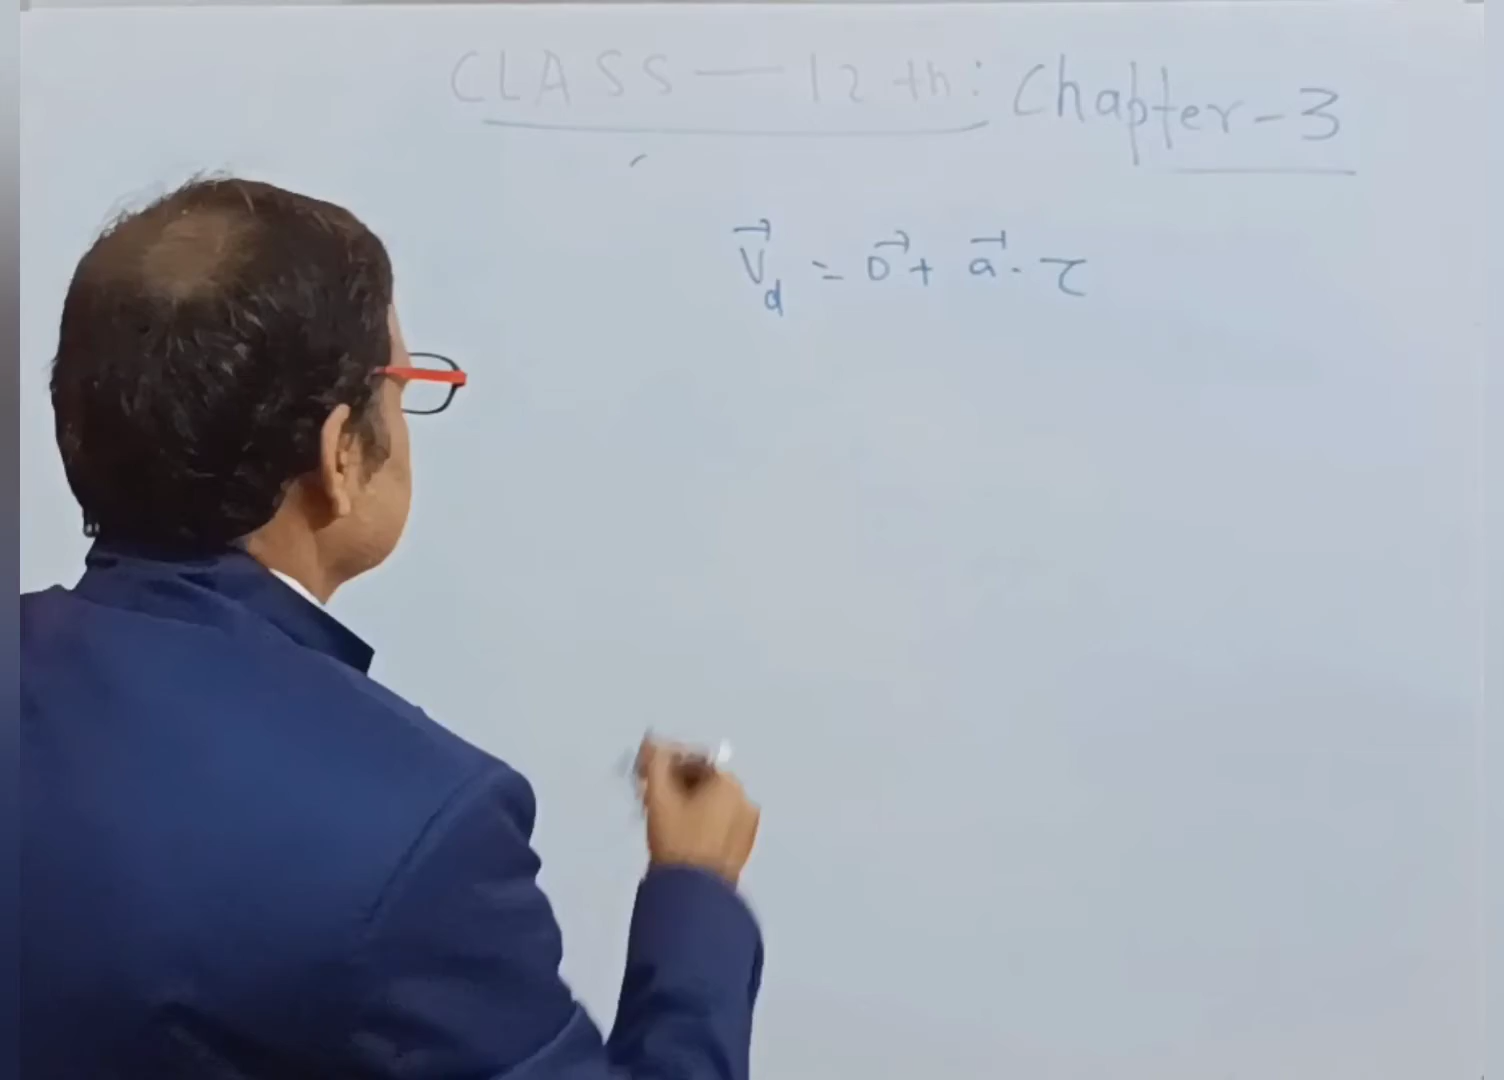 CLASS — 12 th: Chapter - 3
V⃗d = 0⃗ + a⃗ . τ